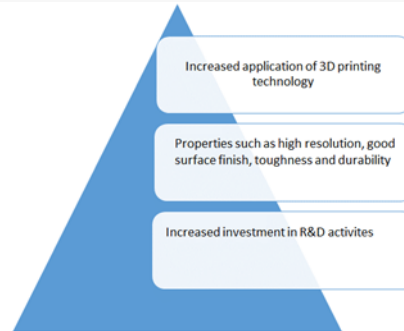 Increased application of 3D printing
technology
Properties such as high resolution, good
surface finish, toughness and durability
Increased investment in R&D activites